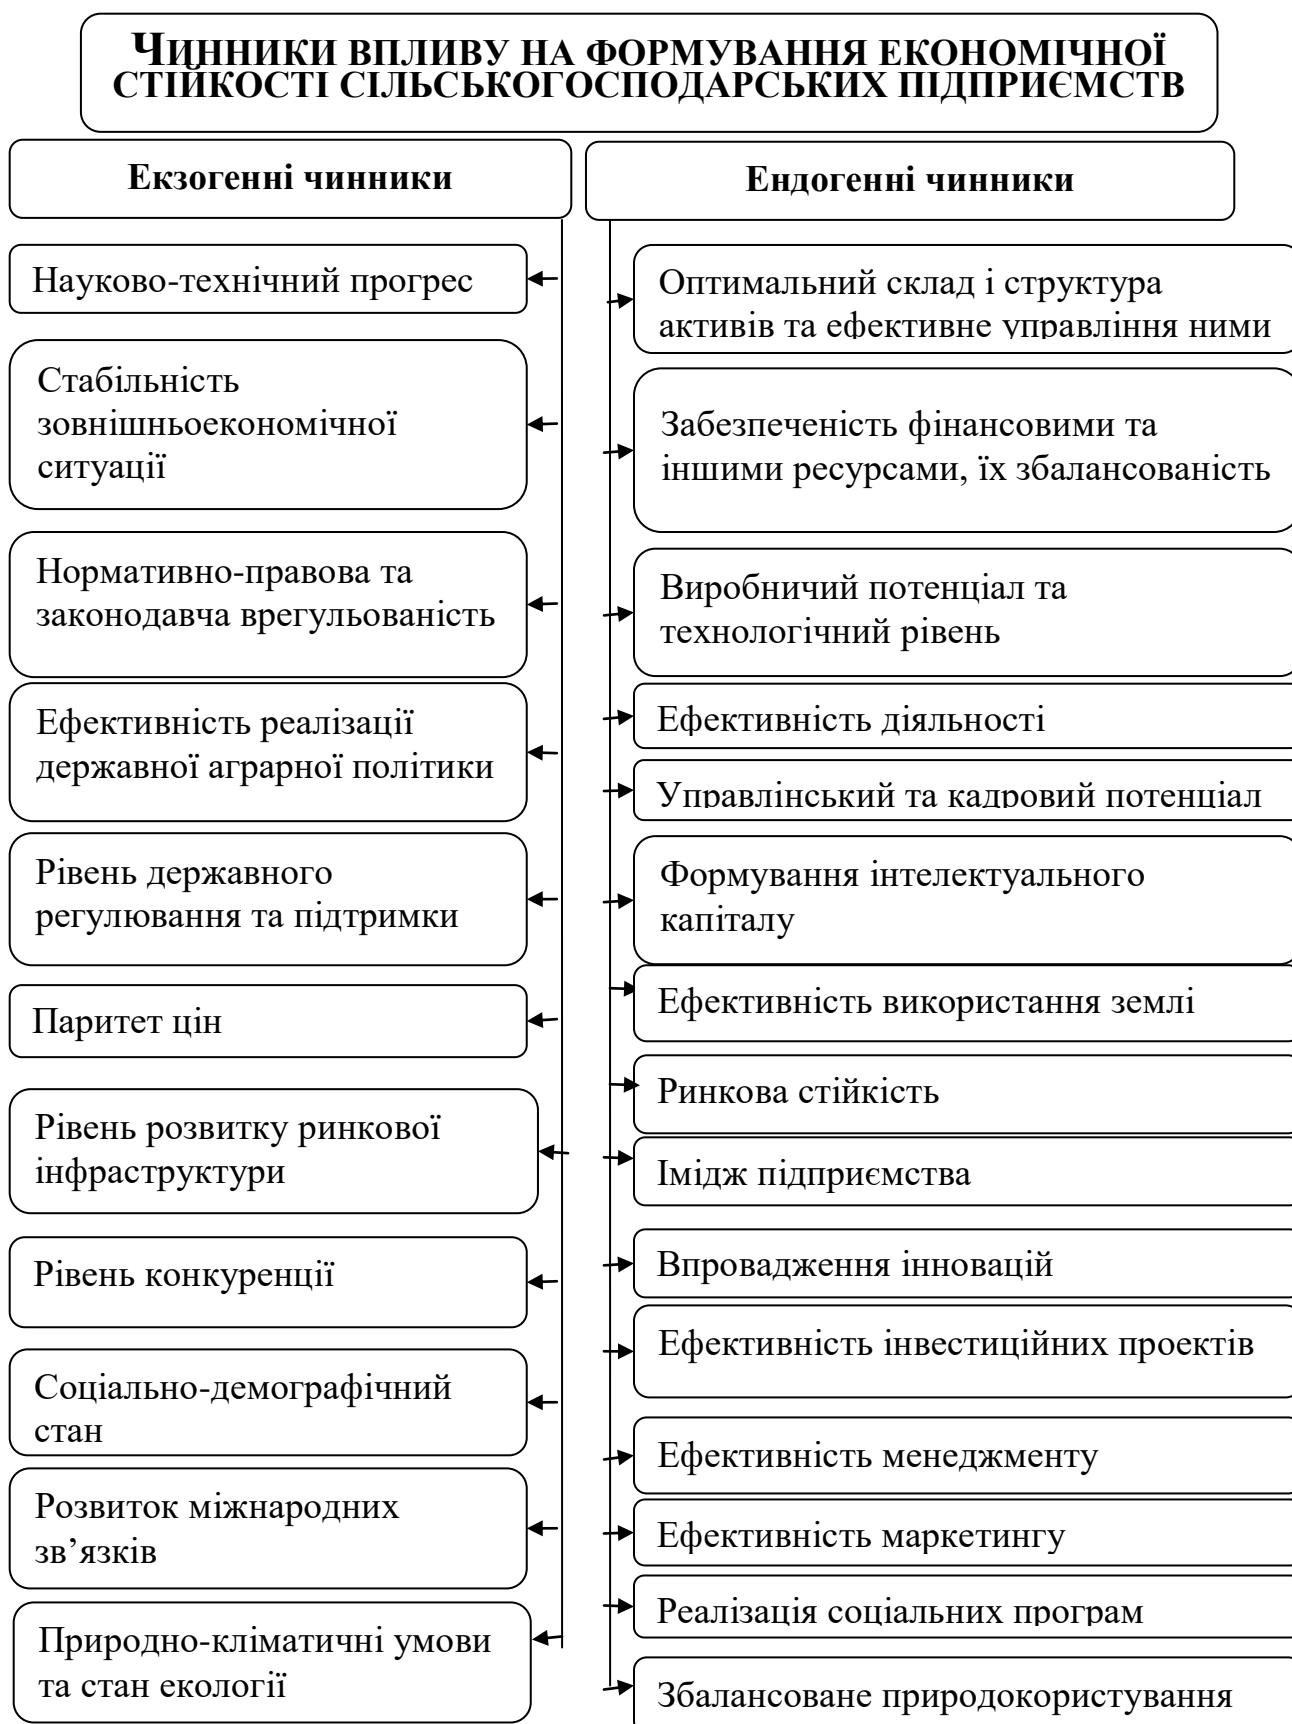 ЧИННИКИ ВПЛИВУ НА ФОРМУВАННЯ ЕКОНОМІЧНОЇ
СТІЙКОСТІ СІЛЬСЬКОГОСПОДАРСЬКИХ ПІДПРИЄМСТВ
Екзогенні чинники
Науково-технічний прогрес
Стабільність
зовнішньоекономічної
ситуації
Нормативно-правова та
законодавча врегульованість
Ефективність реалізації
державної аграрної політики
Рівень державного
регулювання та підтримки
Паритет цін
Рівень розвитку ринкової
інфраструктури
Рівень конкуренції
Соціально-демографічний
стан
Розвиток міжнародних
зв’язків
Природно-кліматичні умови
та стан екології
Ендогенні чинники
Оптимальний склад і структура
активів та ефективне управління ними
Забезпеченість фінансовими та
іншими ресурсами, їх збалансованість
Виробничий потенціал та
технологічний рівень
Ефективність діяльності
Управлінський та кадровий потенціал
Формування інтелектуального
капіталу
Ефективність використання землі
Ринкова стійкість
Імідж підприємства
Впровадження інновацій
Ефективність інвестиційних проектів
Ефективність менеджменту
Ефективність маркетингу
Реалізація соціальних програм
Збалансоване природокористування